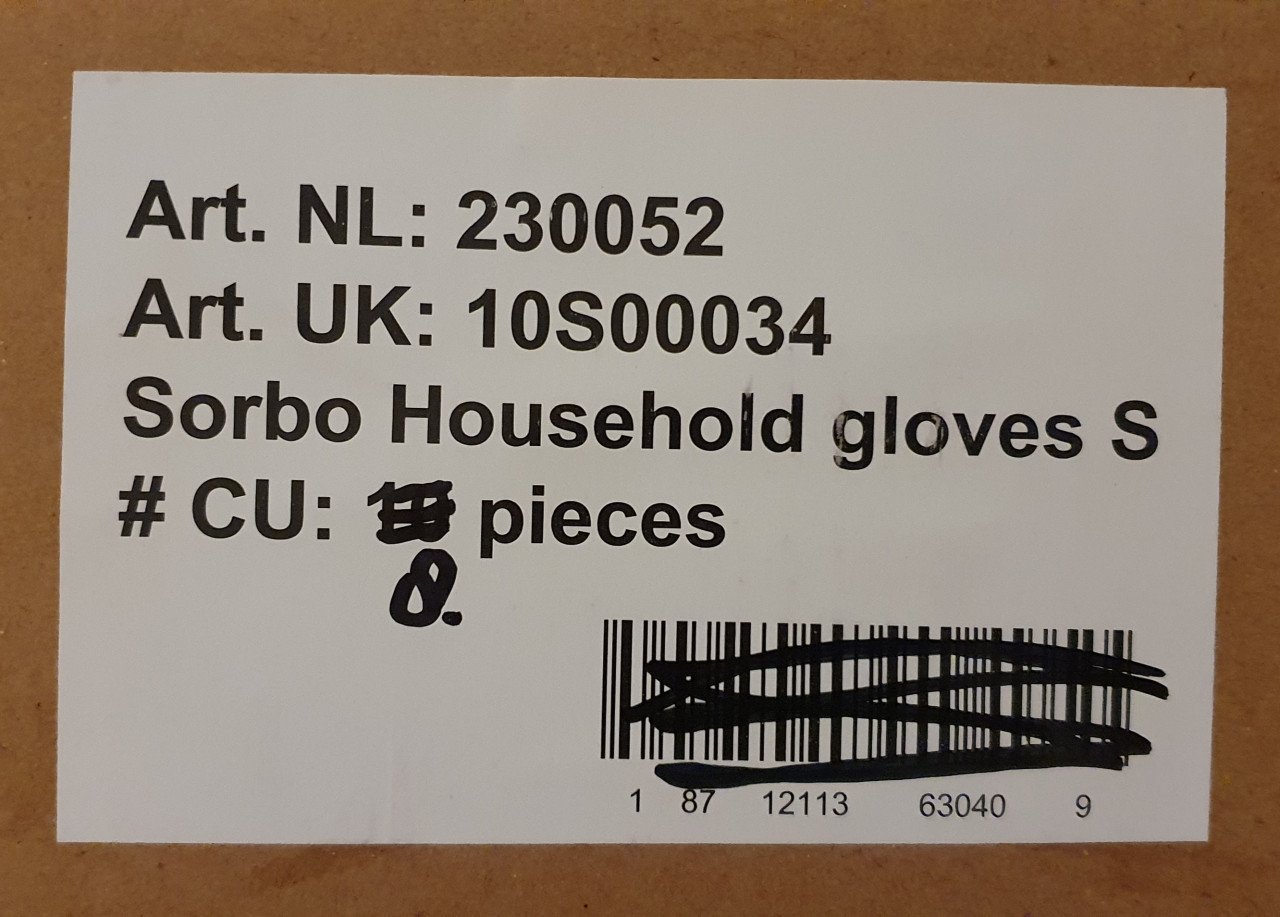 Art. NL: 230052
Art. UK: 10S00034
Sorbo Household gloves S
# CU: pieces
8.
1 87 12113 63040 9